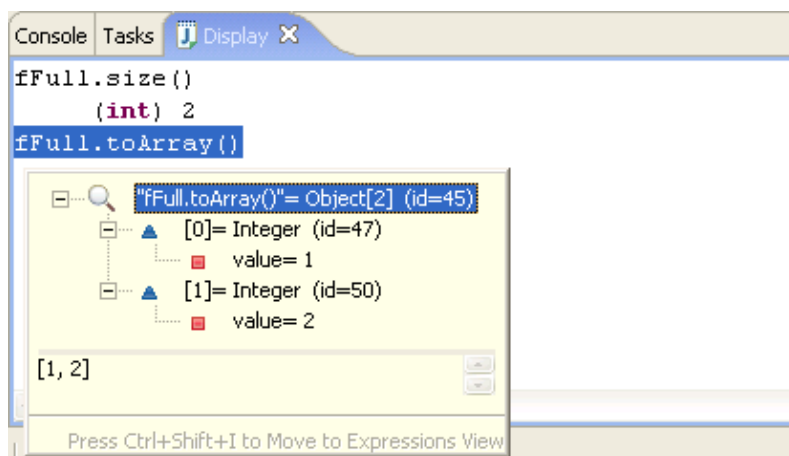 Console Tasks Display
fFull.size()
(int) 2
fFull.toArray()
"fFull.toArray()"= Object[2] (id=45)
[0]= Integer (id=47)
value= 1
[1]= Integer (id=50)
value= 2
[1, 2]
Press Ctrl+Shift+I to Move to Expressions View